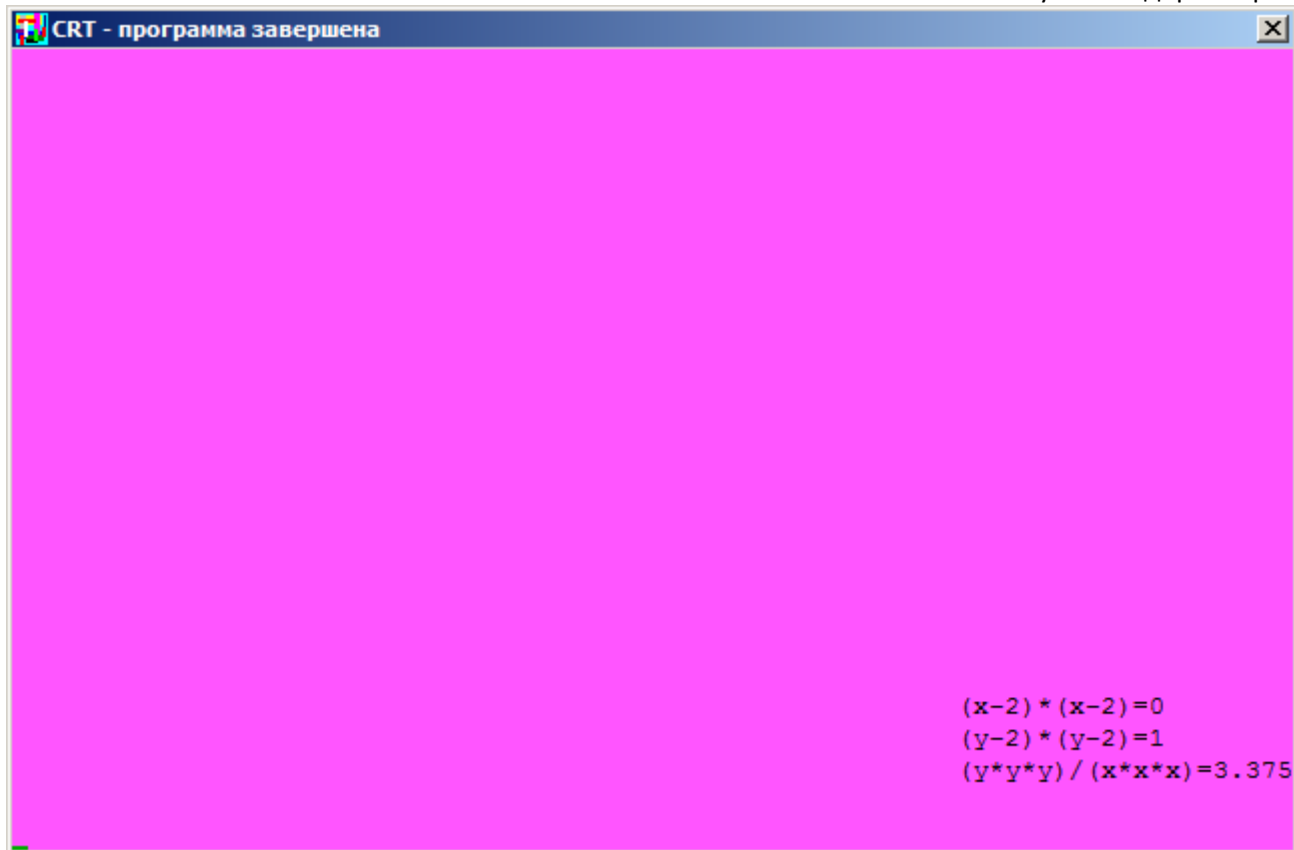 CRT - программа завершена
(x-2)*(x-2)=0
(y-2)*(y-2)=1
(y*y*y)/(x*x*x)=3.375